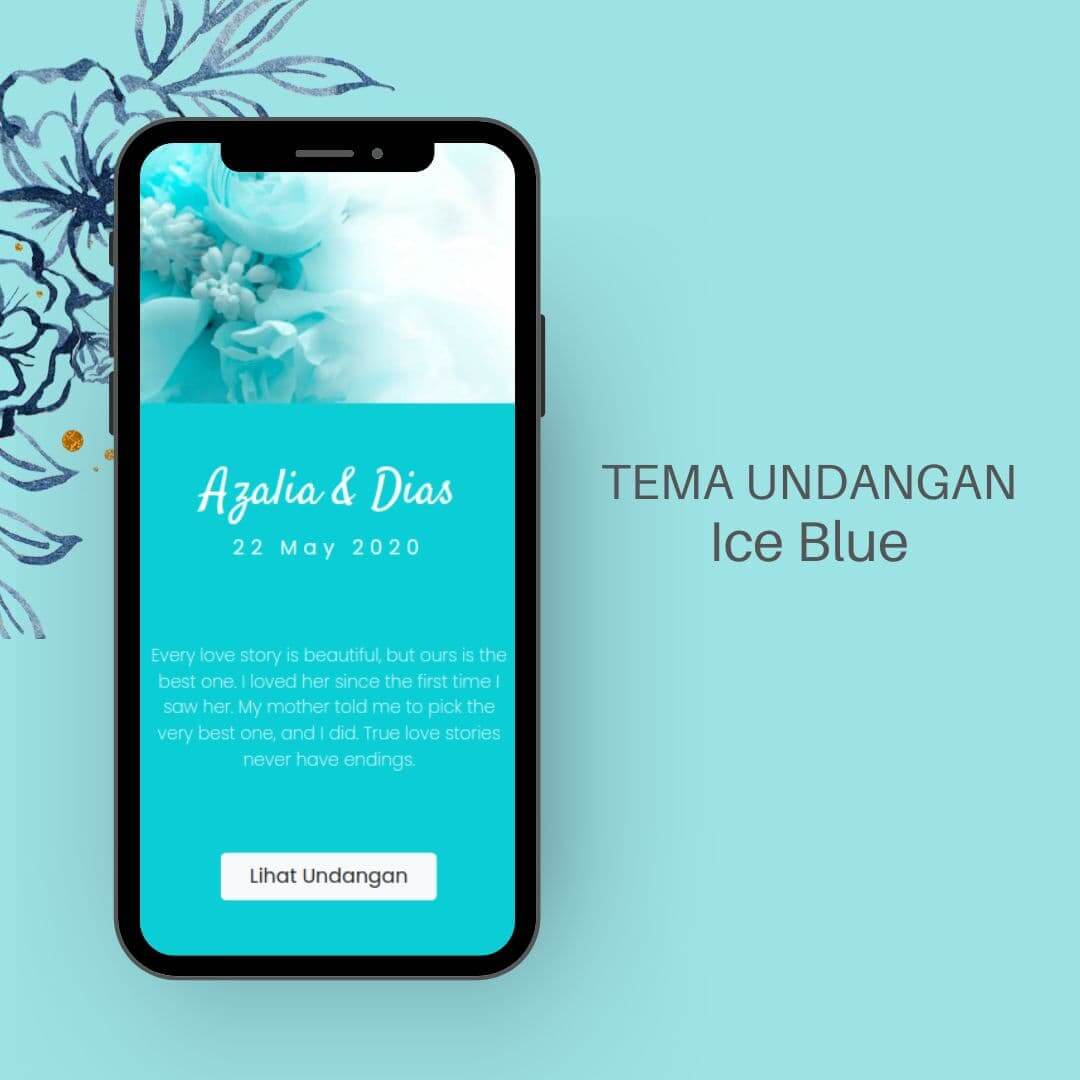 Azalia & Dias
22 May 2020
Every love story is beautiful, but ours is the
best one. I loved her since the first time I
saw her. My mother told me to pick the
very best one, and I did. True love stories
never have endings.
Lihat Undangan
TEMA UNDANGAN
Ice Blue